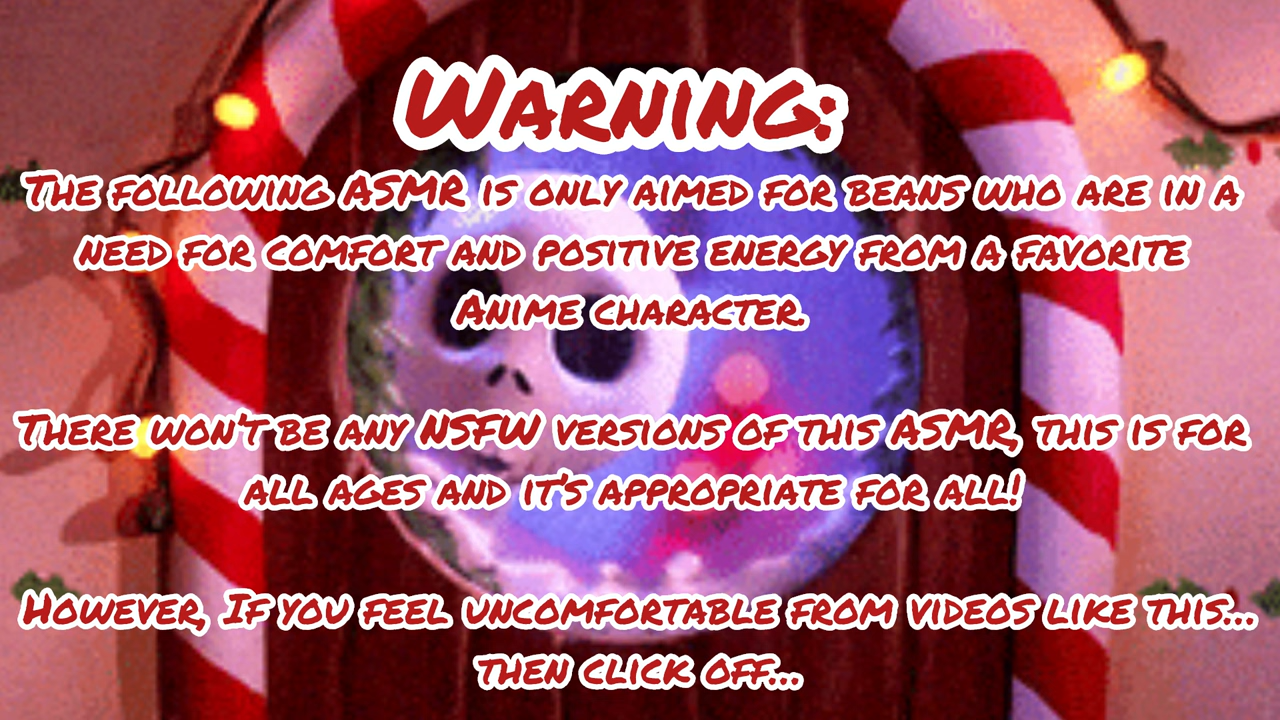 Warning:
The following ASMR is only aimed for beans who are in a
need for comfort and positive energy from a favorite
Anime character.
There won't be any NSFW versions of this ASMR, this is for
all ages and it's appropriate for all!
However, If you feel uncomfortable from videos like this...
then click off...